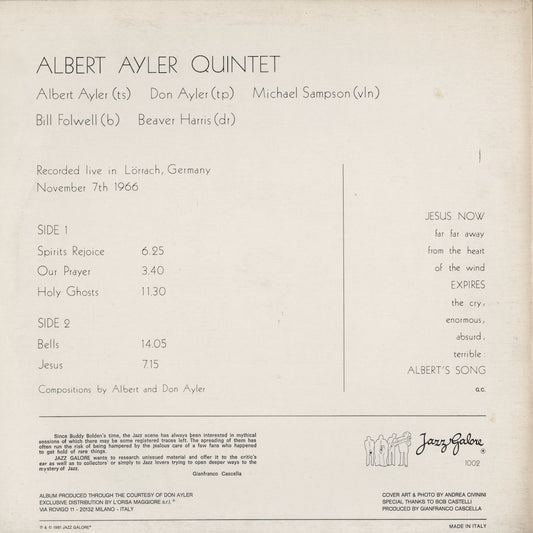 ALBERT AYLER QUINTET
Albert Ayler (ts) Don Ayler (tp) Michael Sampson (vln)
Bill Folwell (b) Beaver Harris (dr)
Recorded live in Lörrach, Germany
November 7th 1966
SIDE 1
Spirits Rejoice 6.25
Our Prayer 3.40
Holy Ghosts 11.30
SIDE 2
Bells 14.05
Jesus 7.15
Compositions by Albert and Don Ayler
JESUS NOW
far far away
from the heart
of the wind
EXPIRES
the cry,
enormous,
absurd,
terrible:
ALBERT'S SONG
a.c.
Since Buddy Bolden's time, the Jazz scene has always been interested in mythical
sessions of which there may be some registered traces left. The spreading of them has
often run the risk of being hampered by the jealous care of a few fans who happened
to get hold of rare things.
JAZZ GALORE wants to research unissued material and offer it to the critic's
ear as well as to collectors' or simply to Jazz lovers trying to open deeper ways to the
mystery of Jazz.
Gianfranco Cascella
Jazz Galore®
1002
ALBUM PRODUCED THROUGH THE COURTESY OF DON AYLER
EXCLUSIVE DISTRIBUTION BY L'ORSA MAGGIORE s.r.l.®
VIA ROVIGO 11 - 20132 MILANO - ITALY
COVER ART & PHOTO BY ANDREA CIVININI
SPECIAL THANKS TO BOB CASTELLI
PRODUCED BY GIANFRANCO CASCELLA
℗ & © 1981 JAZZ GALORE®
MADE IN ITALY